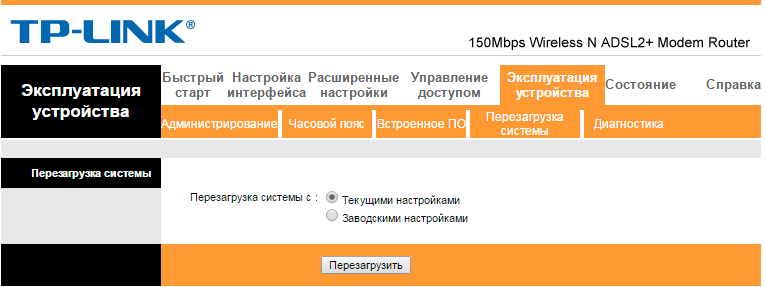 TP-LINK®
150Mbps Wireless N ADSL2+ Modem Router
Эксплуатация
устройства
Быстрый
старт
Настройка
интерфейса
Расширенные
настройки
Управление
доступом
Эксплуатация
устройства
Состояние
Справка
Администрирование
Часовой пояс
Встроенное ПО
Перезагрузка
системы
Диагностика
Перезагрузка системы
Перезагрузка системы с :
Текущими настройками
Заводскими настройками
Перезагрузить